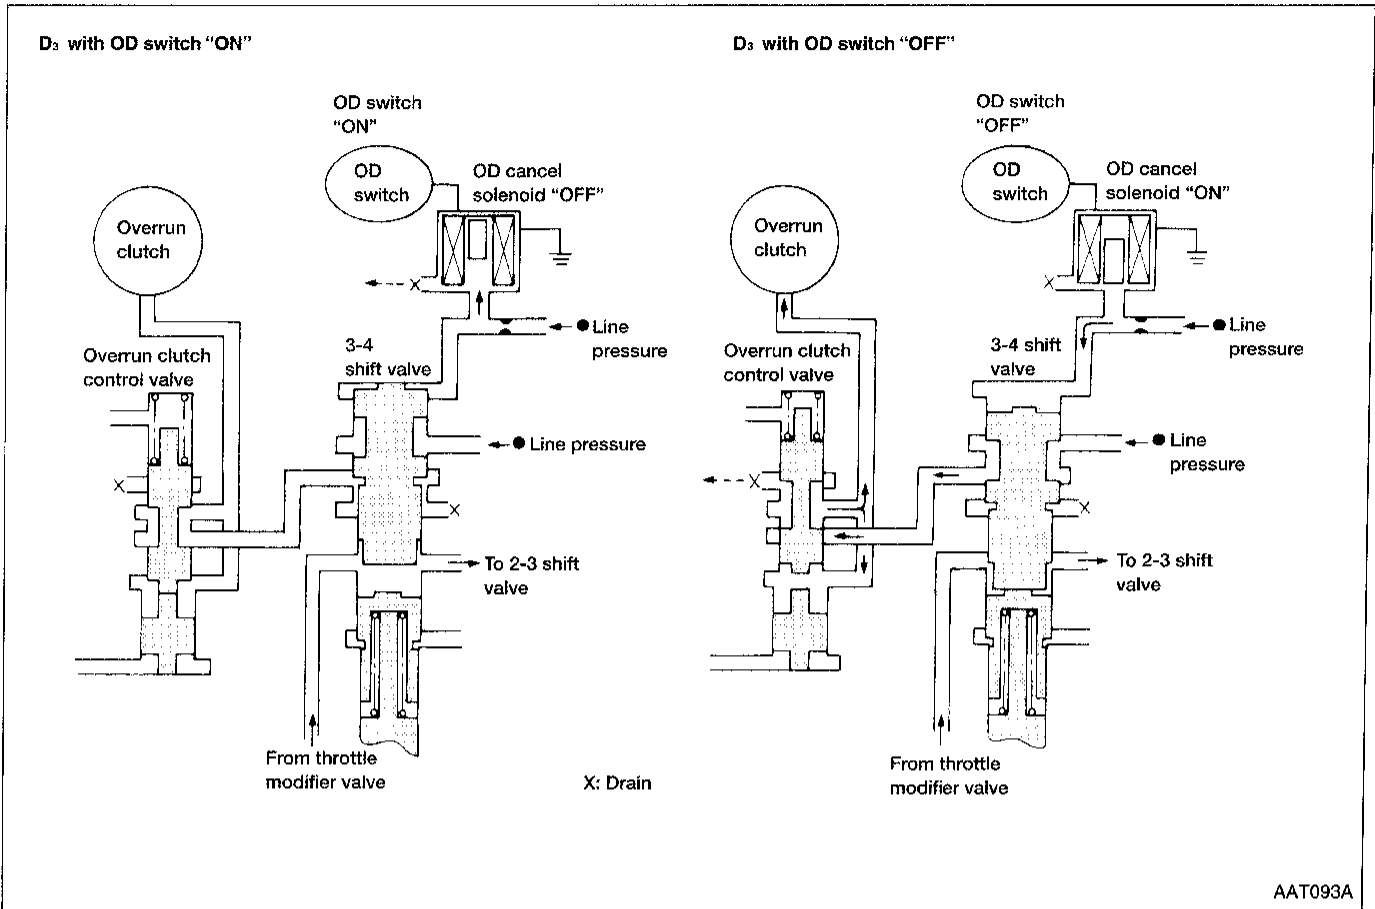 D₃ with OD switch “ON”
OD switch
“ON”
OD
switch
OD cancel
solenoid “OFF”
Overrun
clutch
X
Line
pressure
Overrun clutch
control valve
3-4
shift valve
Line pressure
X
X
To 2-3 shift
valve
From throttle
modifier valve
X: Drain
D₃ with OD switch “OFF”
OD switch
“OFF”
OD
switch
OD cancel
solenoid “ON”
Overrun
clutch
X
Line
pressure
Overrun clutch
control valve
3-4 shift
valve
Line
pressure
X
X
To 2-3 shift
valve
From throttle
modifier valve
AAT093A